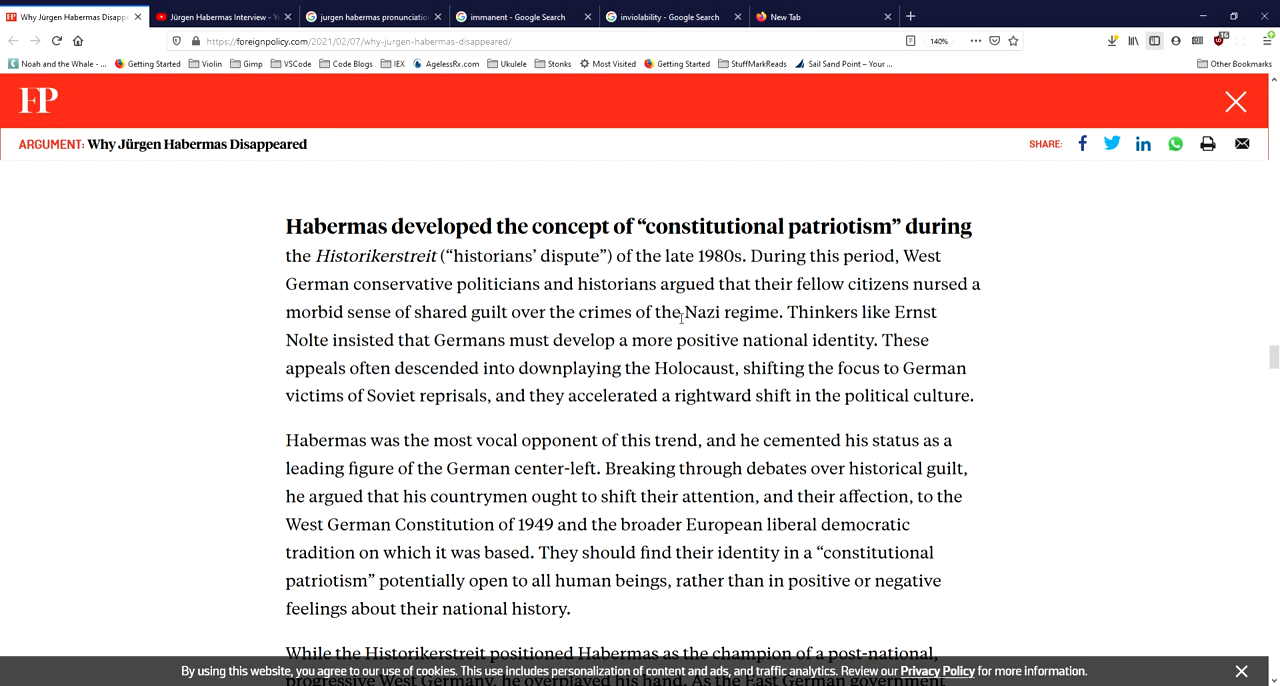 Why Jürgen Habermas Disapp
Jürgen Habermas Interview - Y
jurgen habermas pronunciatio
immanent - Google Search
inviolability - Google Search
New Tab
https://foreignpolicy.com/2021/02/07/why-jurgen-habermas-disappeared/
140%
Noah and the Whale - ...
Getting Started
Violin
Gimp
VSCode
Code Blogs
IEX
AgelessRx.com
Ukulele
Stonks
Most Visited
Getting Started
StuffMarkReads
Sail Sand Point – Your ...
Other Bookmarks
FP
ARGUMENT: Why Jürgen Habermas Disappeared
SHARE:
Habermas developed the concept of “constitutional patriotism” during
the Historikerstreit (“historians’ dispute”) of the late 1980s. During this period, West
German conservative politicians and historians argued that their fellow citizens nursed a
morbid sense of shared guilt over the crimes of the Nazi regime. Thinkers like Ernst
Nolte insisted that Germans must develop a more positive national identity. These
appeals often descended into downplaying the Holocaust, shifting the focus to German
victims of Soviet reprisals, and they accelerated a rightward shift in the political culture.
Habermas was the most vocal opponent of this trend, and he cemented his status as a
leading figure of the German center-left. Breaking through debates over historical guilt,
he argued that his countrymen ought to shift their attention, and their affection, to the
West German Constitution of 1949 and the broader European liberal democratic
tradition on which it was based. They should find their identity in a “constitutional
patriotism” potentially open to all human beings, rather than in positive or negative
feelings about their national history.
While the Historikerstreit positioned Habermas as the champion of a post-national,
progressive West Germany, he overplayed his hand. As the East German government
By using this website, you agree to our use of cookies. This use includes personalization of content and ads, and traffic analytics. Review our Privacy Policy for more information.